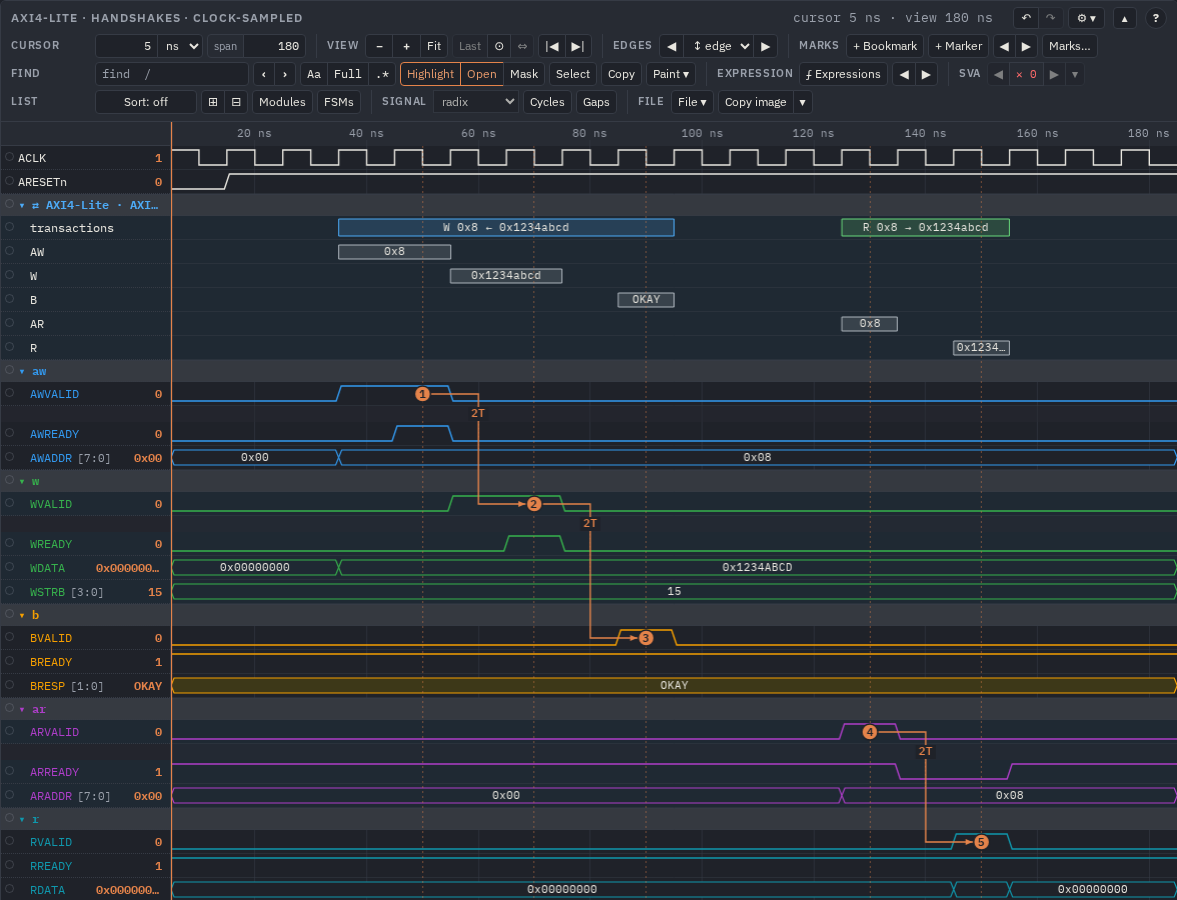 AXI4-LITE · HANDSHAKES · CLOCK-SAMPLED cursor 5 ns · view 180 ns ↶ ↷ ⚙ ▾ ▴ ?
CURSOR 5 ns span 180 VIEW − + Fit Last ⊙ ⇔ |◀ ▶| EDGES ◀ ↕ edge ▶ MARKS + Bookmark + Marker ◀ ▶ Marks…
FIND find / ‹ › Aa Full .* Highlight Open Mask Select Copy Paint ▾ EXPRESSION ⨍ Expressions ◀ ▶ SVA ◀ × 0 ▶ ▾
LIST Sort: off ⊞ ⊟ Modules FSMs SIGNAL radix Cycles Gaps FILE File ▾ Copy image ▾
20 ns 40 ns 60 ns 80 ns 100 ns 120 ns 140 ns 160 ns 180 ns
ACLK 1
ARESETn 0
▾ ⇄ AXI4-Lite · AXI…
transactions W 0x8 ← 0x1234abcd R 0x8 → 0x1234abcd
AW 0x8
W 0x1234abcd
B OKAY
AR 0x8
R 0x1234…
▾ aw
AWVALID 0 1
2T
AWREADY 0
AWADDR [7:0] 0x00 0x00 0x08
▾ w
WVALID 0 2
2T
WREADY 0
WDATA 0x000000… 0x00000000 0x1234ABCD
WSTRB [3:0] 15 15
▾ b
BVALID 0 3
BREADY 1
BRESP [1:0] OKAY OKAY
▾ ar
ARVALID 0 4
2T
ARREADY 1
ARADDR [7:0] 0x00 0x00 0x08
▾ r
RVALID 0 5
RREADY 1
RDATA 0x000000… 0x00000000 0x00000000